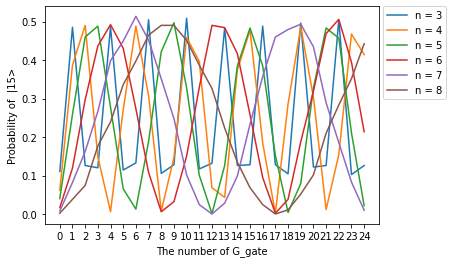 0.5
0.4
0.3
0.2
0.1
0.0
Probability of |15>
0 1 2 3 4 5 6 7 8 9 10 11 12 13 14 15 16 17 18 19 20 21 22 23 24
The number of G_gate
n = 3
n = 4
n = 5
n = 6
n = 7
n = 8